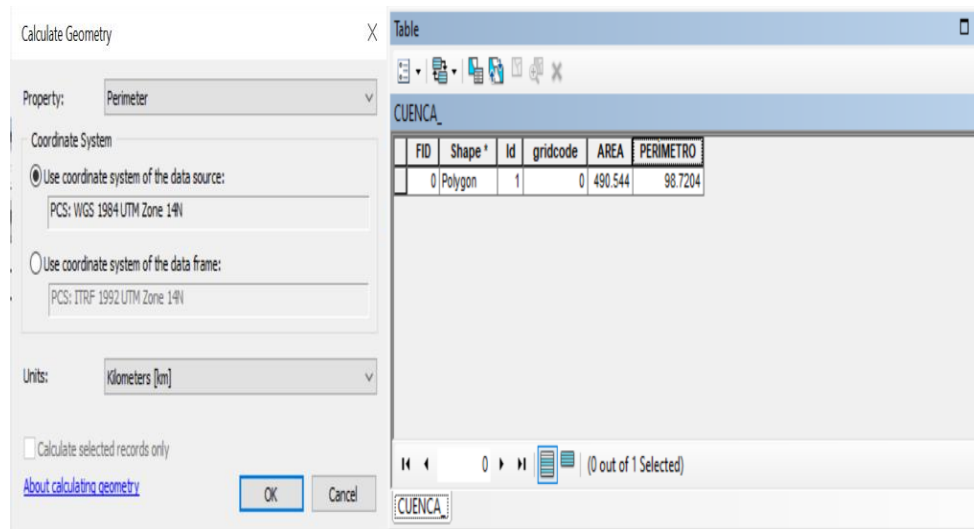 Calculate Geometry
Property: Perimeter
Coordinate System
Use coordinate system of the data source:
PCS: WGS 1984 UTM Zone 14N
Use coordinate system of the data frame:
PCS: ITRF 1992 UTM Zone 14N
Units: Kilometers [km]
Calculate selected records only
About calculating geometry
OK Cancel
Table
CUENCA_
FID Shape * Id gridcode AREA PERIMETRO
0 Polygon 1 0 490.544 98.7204
0 (0 out of 1 Selected)
CUENCA_